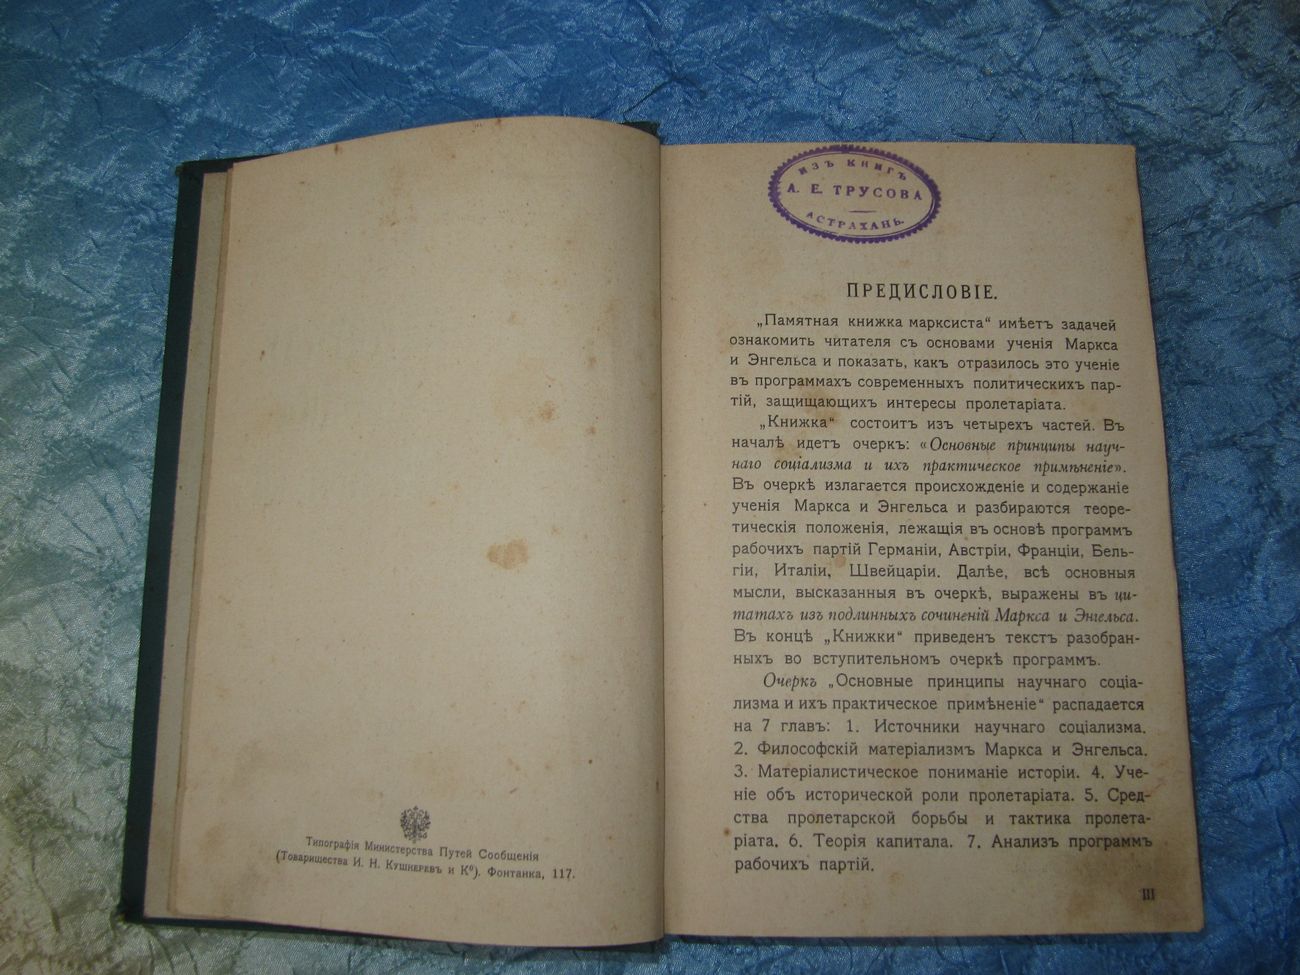 Типографія Министерства Путей Сообщенія
(Товарищества И. Н. Кушнеревъ и К⁰). Фонтанка, 117.
ИЗЪ КНИГЪ
А. Е. ТРУСОВА
АСТРАХАНЬ.
ПРЕДИСЛОВІЕ.
„Памятная книжка марксиста“ имѣетъ задачей
ознакомить читателя съ основами ученія Маркса
и Энгельса и показать, какъ отразилось это ученіе
въ программахъ современныхъ политическихъ пар-
тій, защищающихъ интересы пролетаріата.
„Книжка“ состоитъ изъ четырехъ частей. Въ
началѣ идетъ очеркъ: «Основные принципы науч-
наго соціализма и ихъ практическое примѣненіе».
Въ очеркѣ излагается происхожденіе и содержаніе
ученія Маркса и Энгельса и разбираются теоре-
тическія положенія, лежащія въ основѣ программъ
рабочихъ партій Германіи, Австріи, Франціи, Бель-
гіи, Италіи, Швейцаріи. Далѣе, всѣ основныя
мысли, высказанныя въ очеркѣ, выражены въ ци-
татахъ изъ подлинныхъ сочиненій Маркса и Энгельса.
Въ концѣ „Книжки“ приведенъ текстъ разобран-
ныхъ во вступительномъ очеркѣ программъ.
Очеркъ „Основные принципы научнаго соціа-
лизма и ихъ практическое примѣненіе“ распадается
на 7 главъ: 1. Источники научнаго соціализма.
2. Философскій матеріализмъ Маркса и Энгельса.
3. Матеріалистическое пониманіе исторіи. 4. Уче-
ніе объ исторической роли пролетаріата. 5. Сред-
ства пролетарской борьбы и тактика пролета-
ріата. 6. Теорія капитала. 7. Анализъ программъ
рабочихъ партій.
III